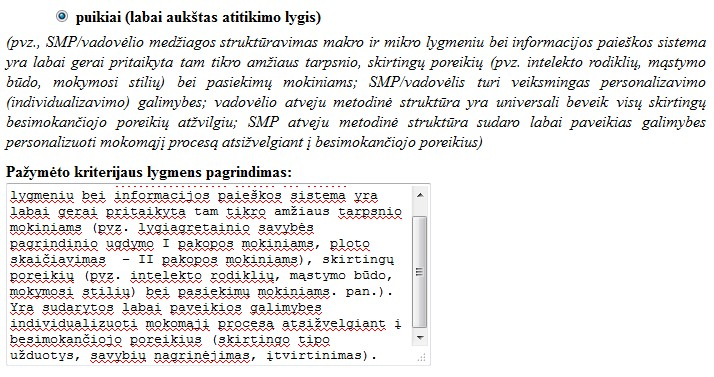 puikiai (labai aukštas atitikimo lygis)
(pvz., SMP/vadovėlio medžiagos struktūravimas makro ir mikro lygmeniu bei informacijos paieškos sistema
yra labai gerai pritaikyta tam tikro amžiaus tarpsnio, skirtingų poreikių (pvz. intelekto rodiklių, mąstymo
būdo, mokymosi stilių) bei pasiekimų mokiniams; SMP/vadovėlis turi veiksmingas personalizavimo
(individualizavimo) galimybes; vadovėlio atveju metodinė struktūra yra universali beveik visų skirtingų
besimokančiojo poreikių atžvilgiu; SMP atveju metodinė struktūra sudaro labai paveikias galimybes
personalizuoti mokomąjį procesą atsižvelgiant į besimokančiojo poreikius)
Pažymėto kriterijaus lygmens pagrindimas:
lygmeniu bei informacijos paieškos sistema yra
labai gerai pritaikyta tam tikro amžiaus tarpsnio
mokiniams (pvz. lygiagretainio savybės
pagrindinio ugdymo I pakopos mokiniams, ploto
skaičiavimas – II pakopos mokiniams), skirtingų
poreikių (pvz. intelekto rodiklių, mąstymo būdo,
mokymosi stilių) bei pasiekimų mokiniams. pan.).
Yra sudarytos labai paveikios galimybes
individualizuoti mokomąjį procesą atsižvelgiant į
besimokančiojo poreikius (skirtingo tipo
užduotys, savybių nagrinėjimas, įtvirtinimas).